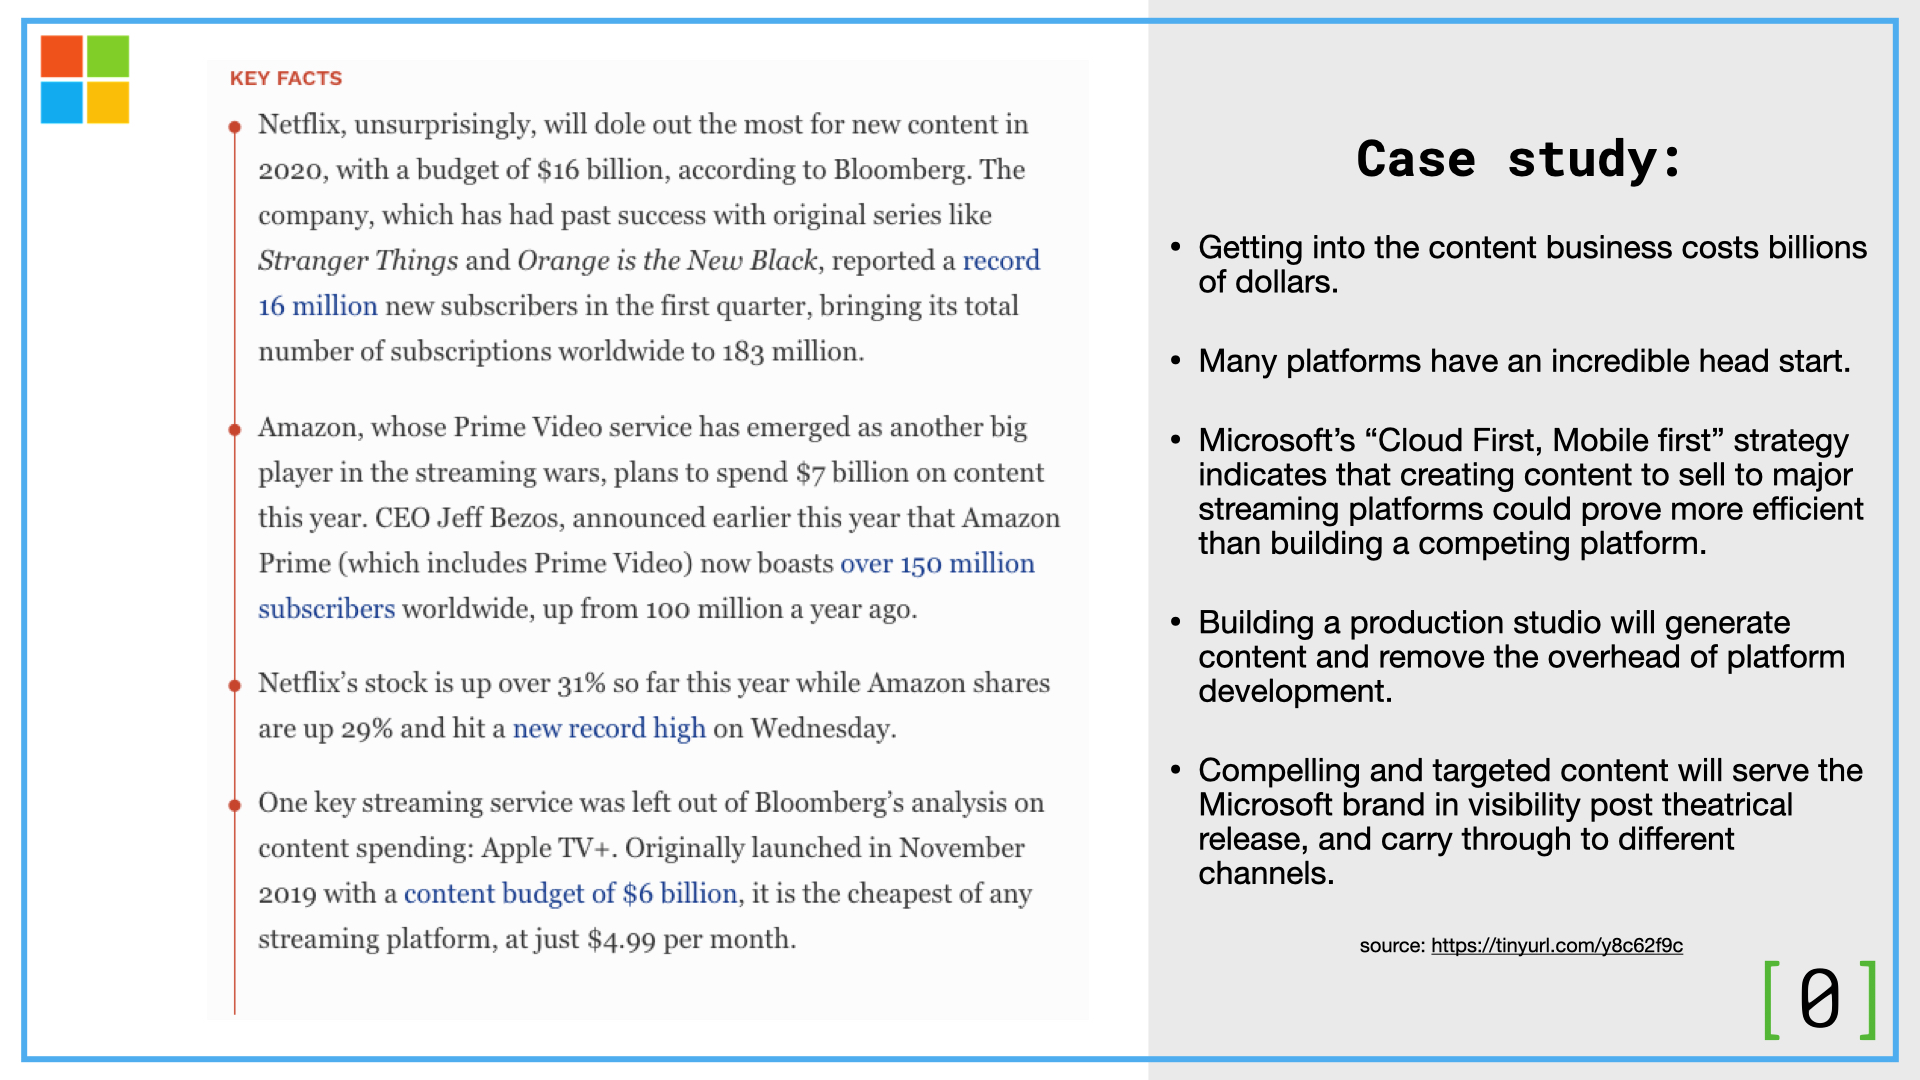 KEY FACTS
Netflix, unsurprisingly, will dole out the most for new content in
2020, with a budget of $16 billion, according to Bloomberg. The
company, which has had past success with original series like
Stranger Things and Orange is the New Black, reported a record
16 million new subscribers in the first quarter, bringing its total
number of subscriptions worldwide to 183 million.
Amazon, whose Prime Video service has emerged as another big
player in the streaming wars, plans to spend $7 billion on content
this year. CEO Jeff Bezos, announced earlier this year that Amazon
Prime (which includes Prime Video) now boasts over 150 million
subscribers worldwide, up from 100 million a year ago.
Netflix’s stock is up over 31% so far this year while Amazon shares
are up 29% and hit a new record high on Wednesday.
One key streaming service was left out of Bloomberg’s analysis on
content spending: Apple TV+. Originally launched in November
2019 with a content budget of $6 billion, it is the cheapest of any
streaming platform, at just $4.99 per month.
Case study:
• Getting into the content business costs billions
of dollars.
• Many platforms have an incredible head start.
• Microsoft’s “Cloud First, Mobile first” strategy
indicates that creating content to sell to major
streaming platforms could prove more efficient
than building a competing platform.
• Building a production studio will generate
content and remove the overhead of platform
development.
• Compelling and targeted content will serve the
Microsoft brand in visibility post theatrical
release, and carry through to different
channels.
source: https://tinyurl.com/y8c62f9c
[0]